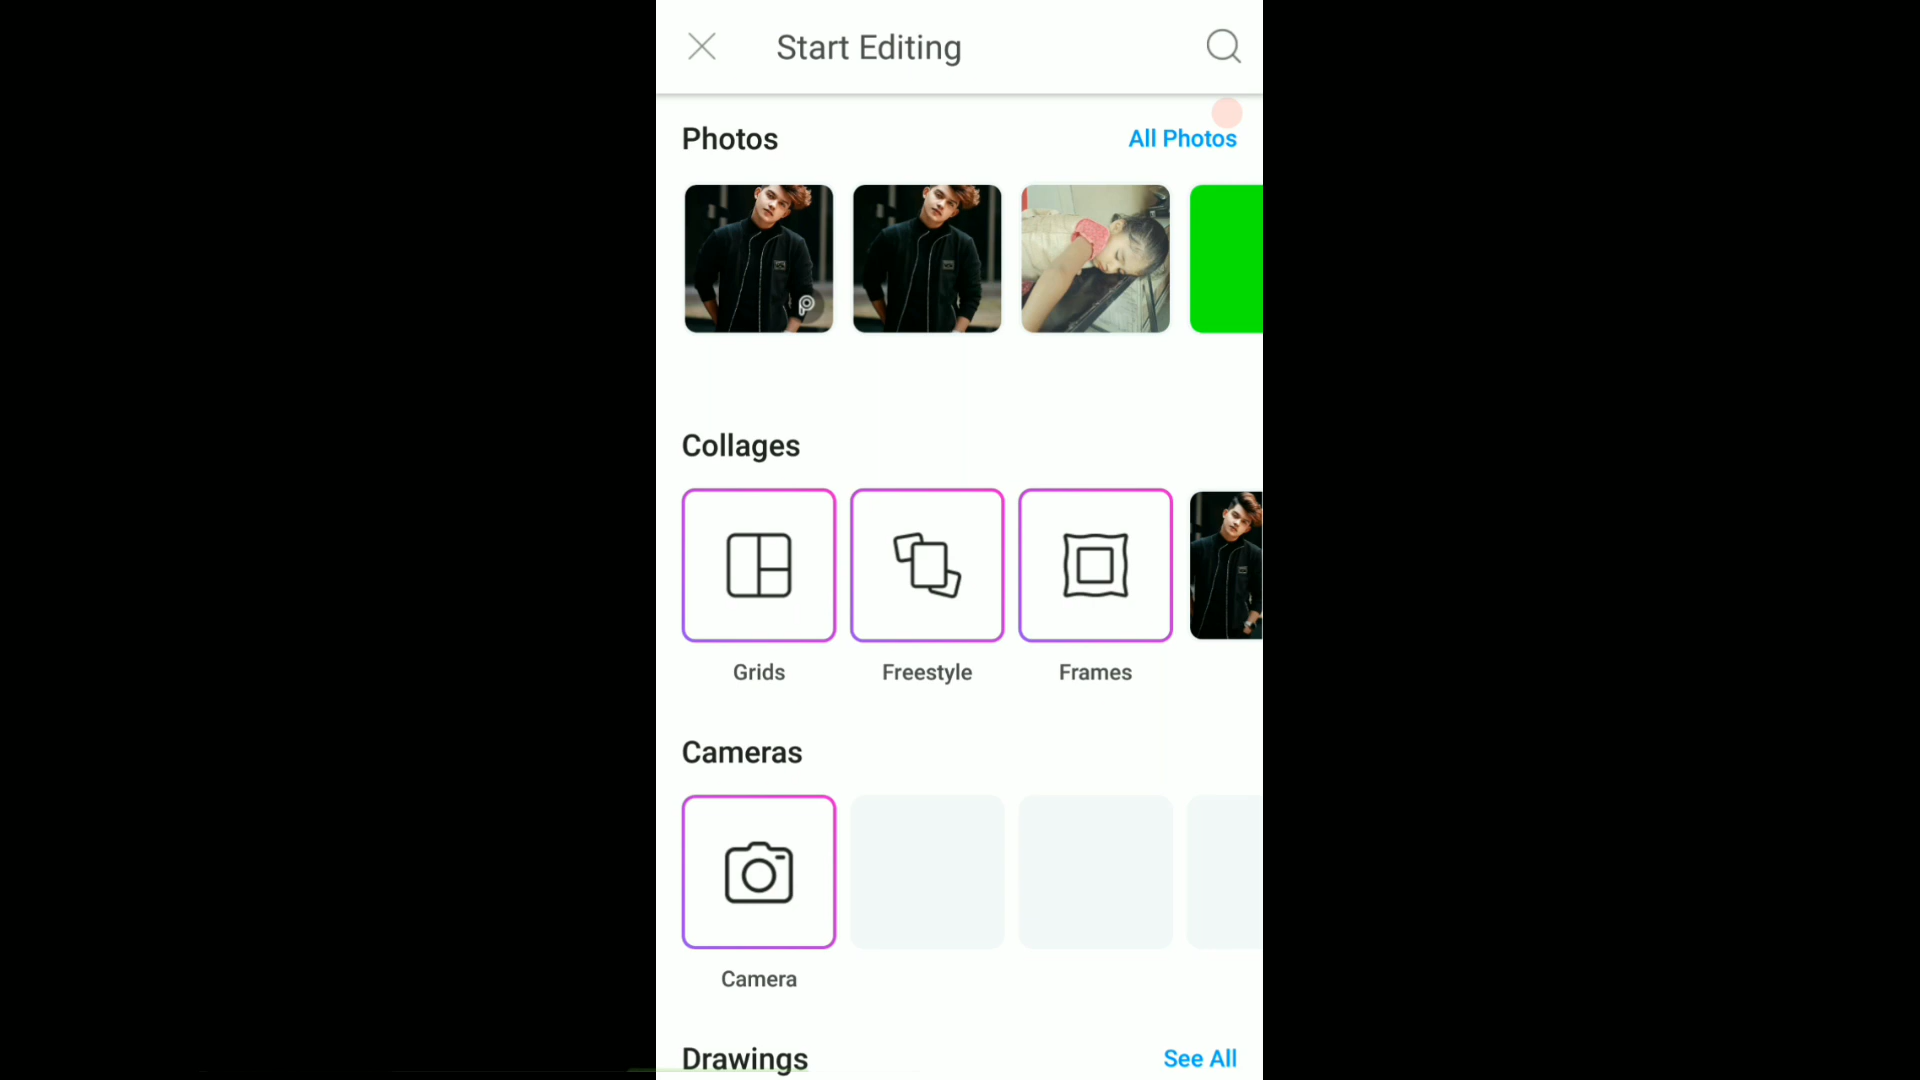 Start Editing
Photos
All Photos
Collages
Grids
Freestyle
Frames
Cameras
Camera
Drawings
See All